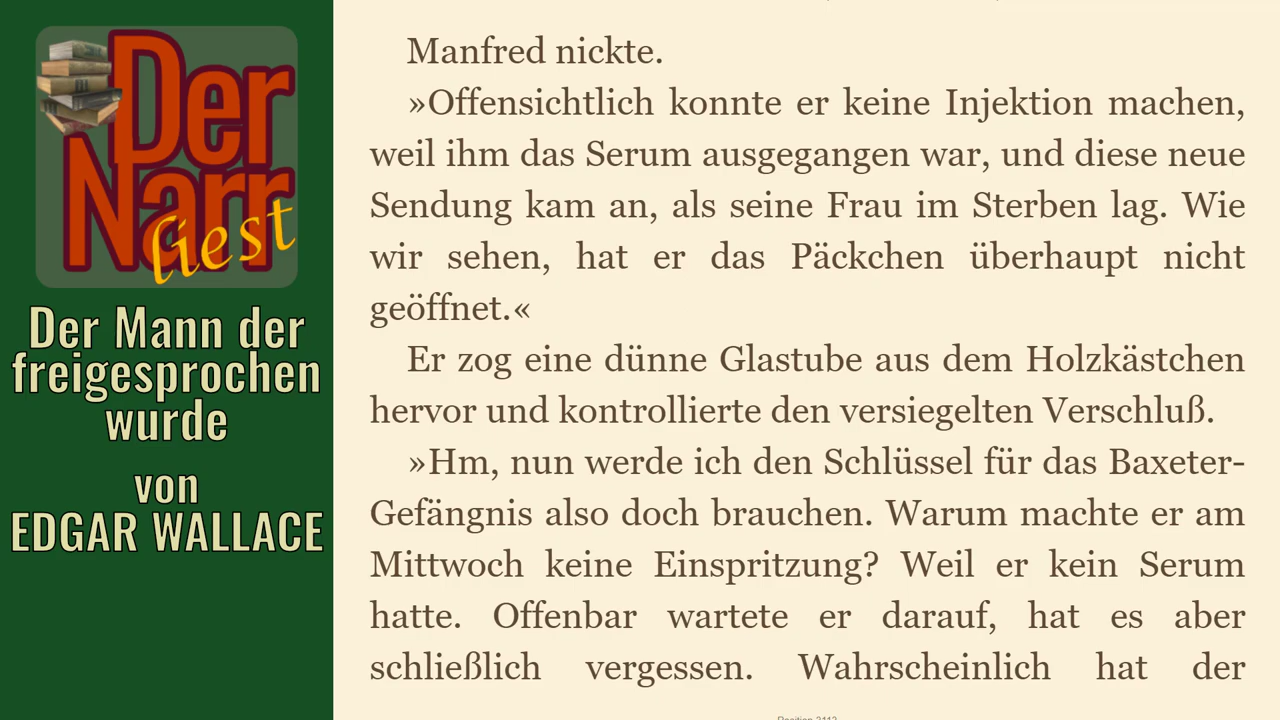 Der
Narr
liest
Der Mann der
freigesprochen
wurde
von
EDGAR WALLACE
Manfred nickte.
»Offensichtlich konnte er keine Injektion machen,
weil ihm das Serum ausgegangen war, und diese neue
Sendung kam an, als seine Frau im Sterben lag. Wie
wir sehen, hat er das Päckchen überhaupt nicht
geöffnet.«
Er zog eine dünne Glastube aus dem Holzkästchen
hervor und kontrollierte den versiegelten Verschluß.
»Hm, nun werde ich den Schlüssel für das Baxeter-
Gefängnis also doch brauchen. Warum machte er am
Mittwoch keine Einspritzung? Weil er kein Serum
hatte. Offenbar wartete er darauf, hat es aber
schließlich vergessen. Wahrscheinlich hat der